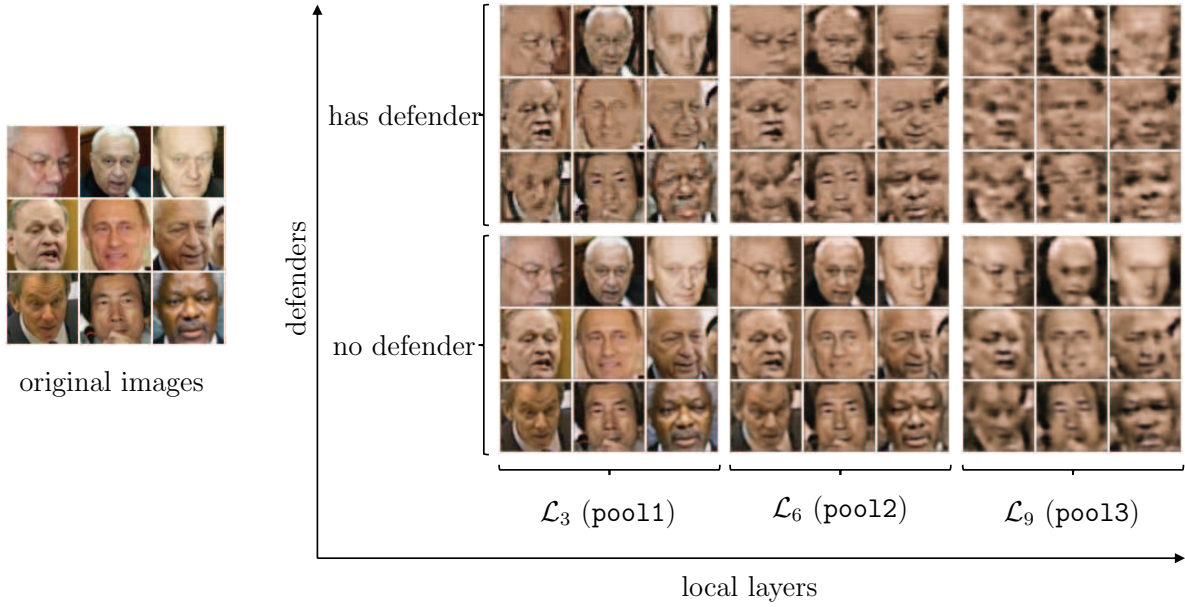 has defender
defenders
no defender
original images
ℒ₃ (pool1)
ℒ₆ (pool2)
ℒ₉ (pool3)
local layers